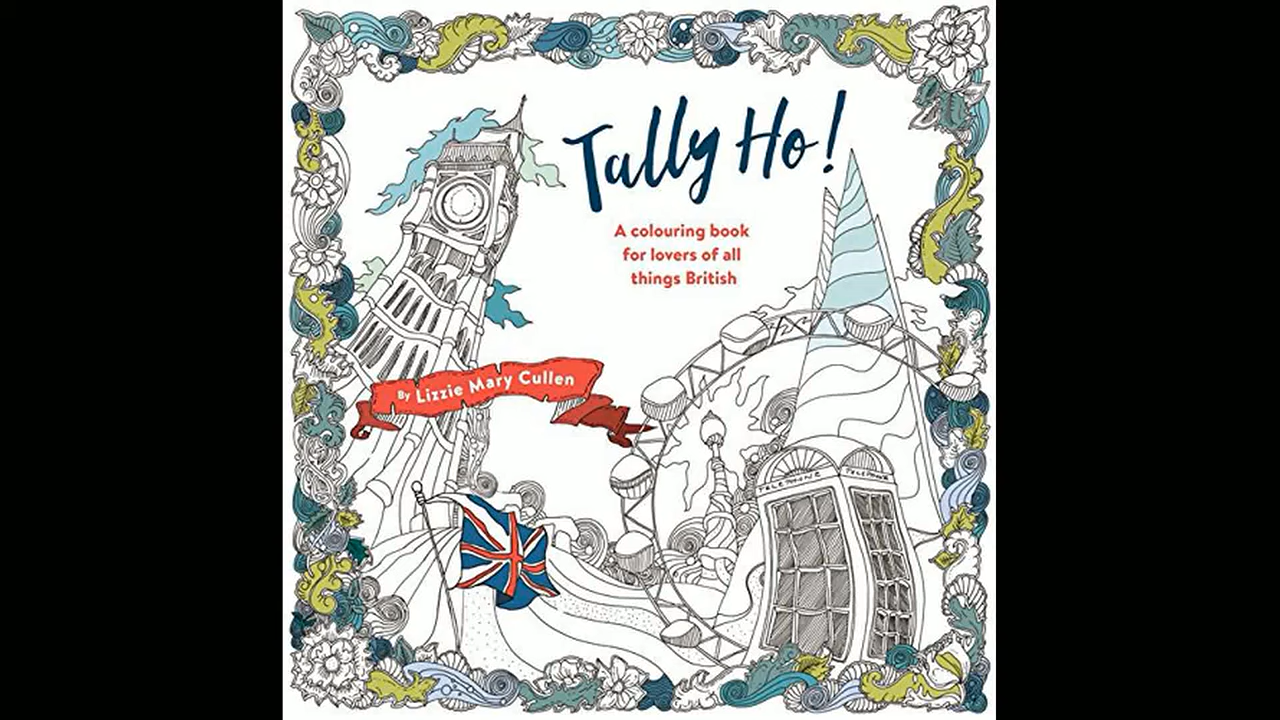 Tally Ho!
A colouring book
for lovers of all
things British
By Lizzie Mary Cullen
TELEPHONE TELEPHONE